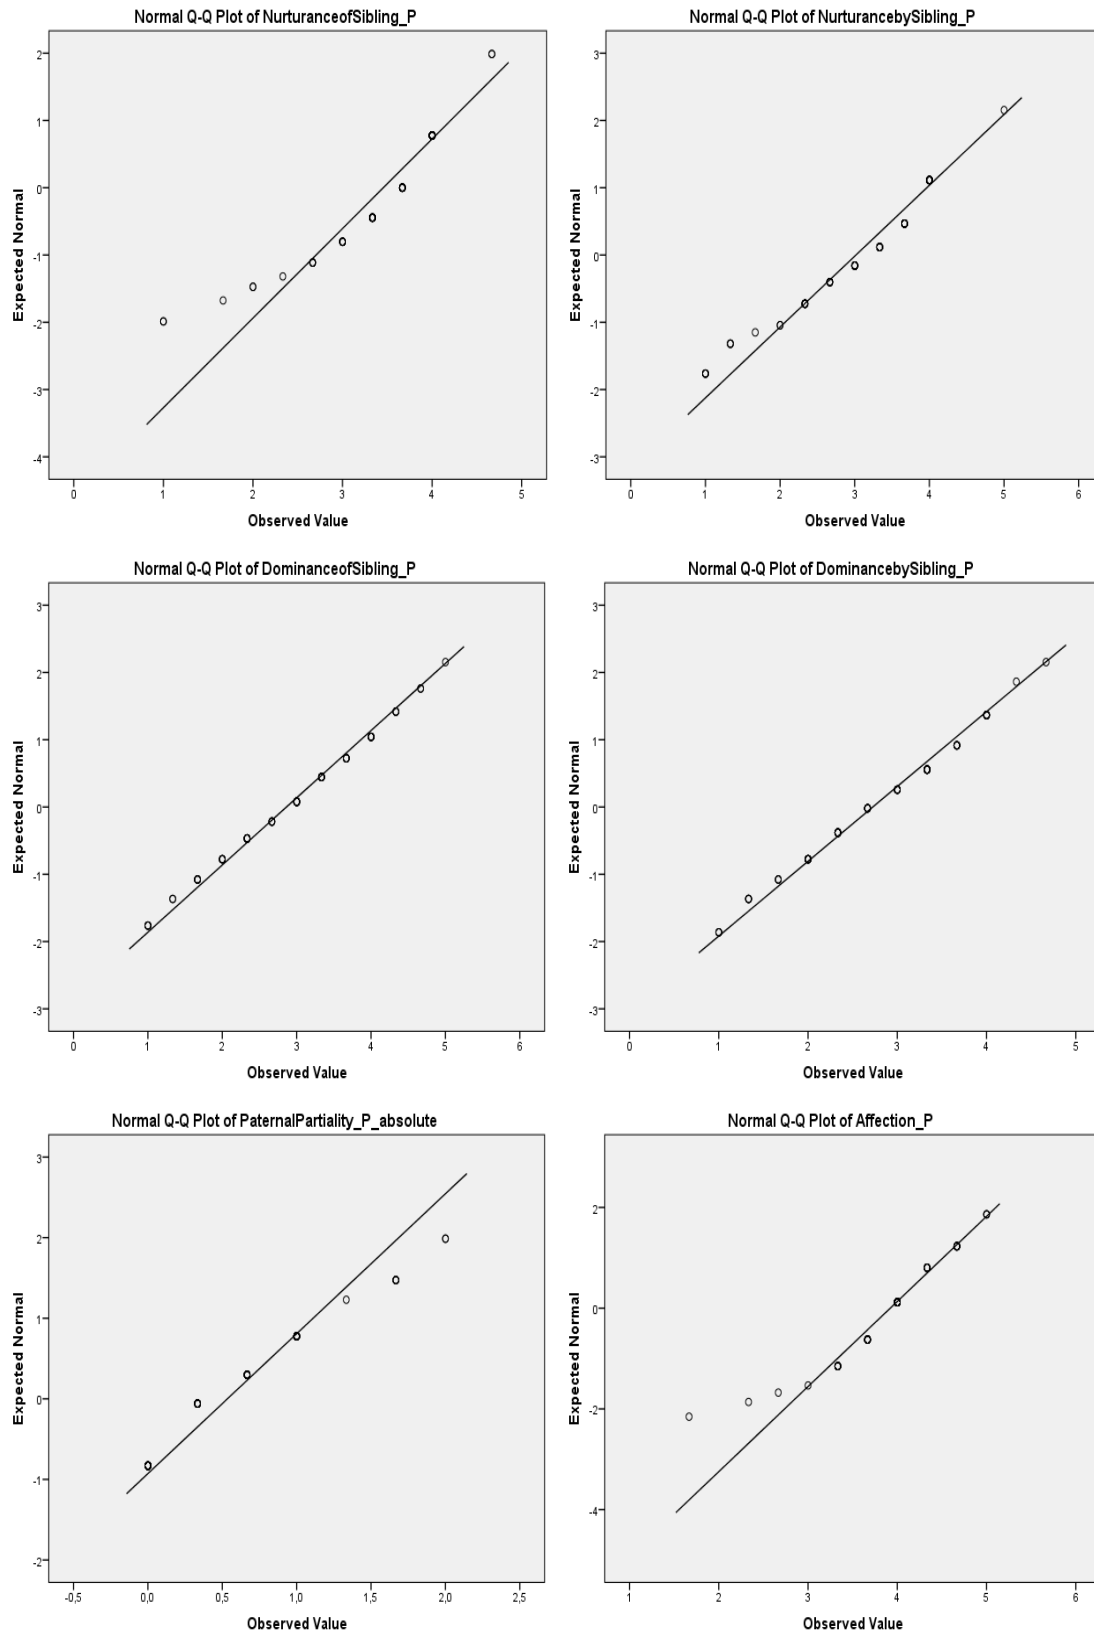 Normal Q-Q Plot of NurturanceofSibling_P
Expected Normal
2
1
0
-1
-2
-3
-4
0 1 2 3 4 5
Observed Value
Normal Q-Q Plot of NurturancebySibling_P
Expected Normal
3
2
1
0
-1
-2
-3
0 1 2 3 4 5 6
Observed Value
Normal Q-Q Plot of DominanceofSibling_P
Expected Normal
3
2
1
0
-1
-2
-3
0 1 2 3 4 5 6
Observed Value
Normal Q-Q Plot of DominancebySibling_P
Expected Normal
3
2
1
0
-1
-2
-3
0 1 2 3 4 5
Observed Value
Normal Q-Q Plot of PaternalPartiality_P_absolute
Expected Normal
3
2
1
0
-1
-2
-0,5 0,0 0,5 1,0 1,5 2,0 2,5
Observed Value
Normal Q-Q Plot of Affection_P
Expected Normal
2
0
-2
-4
1 2 3 4 5 6
Observed Value